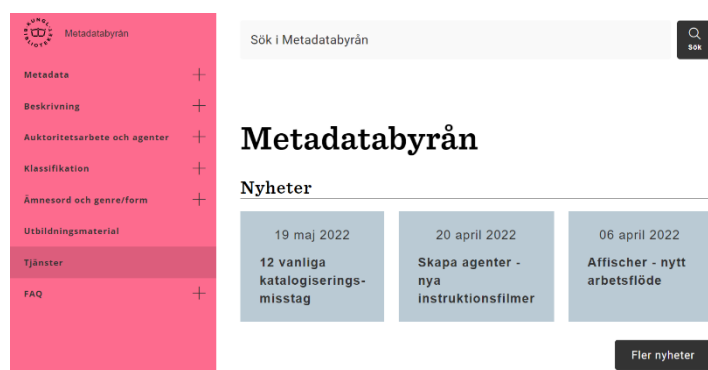 KUNGL.
BIBLIOTEKET
Metadatabyrån
Metadata
Beskrivning
Auktoritetsarbete och agenter
Klassifikation
Ämnesord och genre/form
Utbildningsmaterial
Tjänster
FAQ
Sök i Metadatabyrån
Sök
Metadatabyrån
Nyheter
19 maj 2022
12 vanliga
katalogiserings-
misstag
20 april 2022
Skapa agenter -
nya
instruktionsfilmer
06 april 2022
Affischer - nytt
arbetsflöde
Fler nyheter